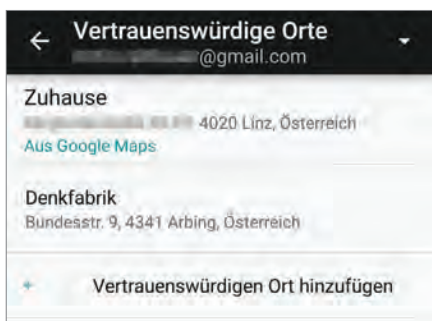 Vertrauenswürdige Orte
@gmail.com
Zuhause
4020 Linz, Österreich
Aus Google Maps
Denkfabrik
Bundesstr. 9, 4341 Arbing, Österreich
+ Vertrauenswürdigen Ort hinzufügen